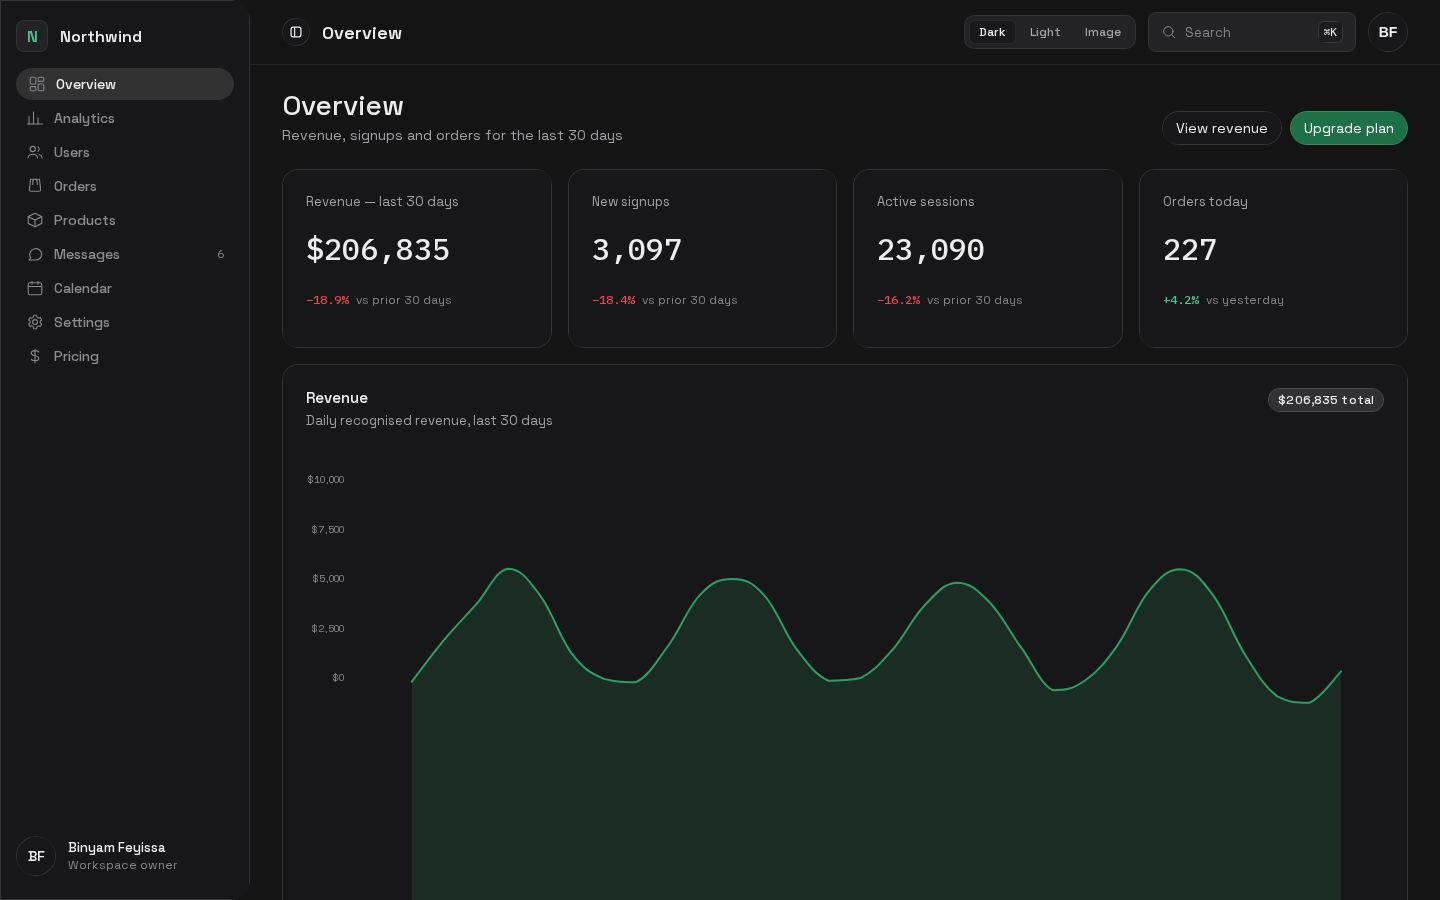 N Northwind
Overview
Analytics
Users
Orders
Products
Messages 6
Calendar
Settings
Pricing
BF Binyam Feyissa
Workspace owner
Overview
Dark Light Image
Search ⌘K
BF
Overview
Revenue, signups and orders for the last 30 days
View revenue
Upgrade plan
Revenue — last 30 days
$206,835
−18.9% vs prior 30 days
New signups
3,097
−18.4% vs prior 30 days
Active sessions
23,090
−16.2% vs prior 30 days
Orders today
227
+4.2% vs yesterday
Revenue
Daily recognised revenue, last 30 days
$206,835 total
$10,000
$7,500
$5,000
$2,500
$0